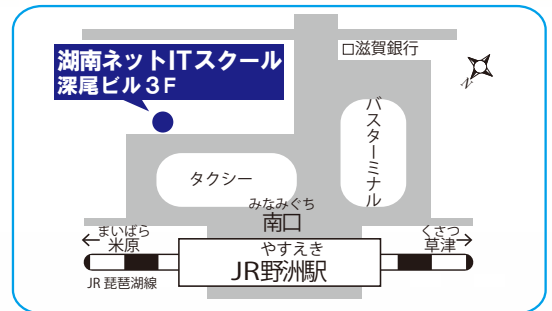 湖南ネットITスクール
深尾ビル3F
□滋賀銀行
N
バスターミナル
タクシー
みなみぐち
南口
まいばら
←米原
くさつ
草津→
やすえき
JR野洲駅
JR琵琶湖線